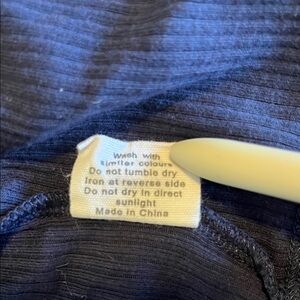 Wash with
similar colours
Do not tumble dry
Iron at reverse side
Do not dry in direct
sunlight
Made in China